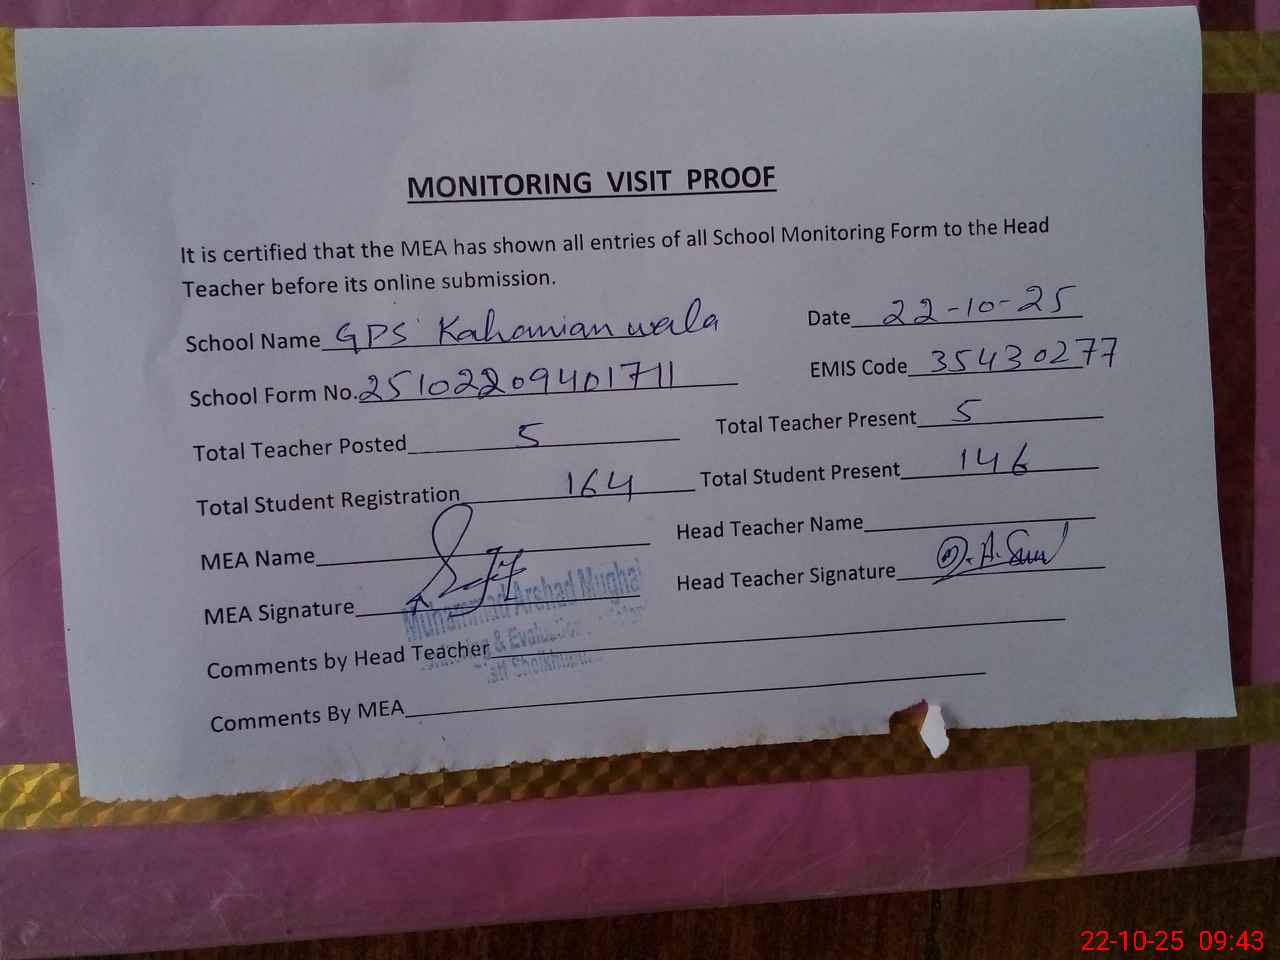 MONITORING VISIT PROOF
It is certified that the MEA has shown all entries of all School Monitoring Form to the Head
Teacher before its online submission.
School Name GPS Kahanianwala Date 22-10-25
School Form No. 25102209401711 EMIS Code 35430277
Total Teacher Posted 5 Total Teacher Present 5
Total Student Registration 164 Total Student Present 146
MEA Name Head Teacher Name
MEA Signature Head Teacher Signature
Muhammad Arshad Mughal
Comments by Head Teacher
& Evaluation
Comments By MEA
22-10-25 09:43